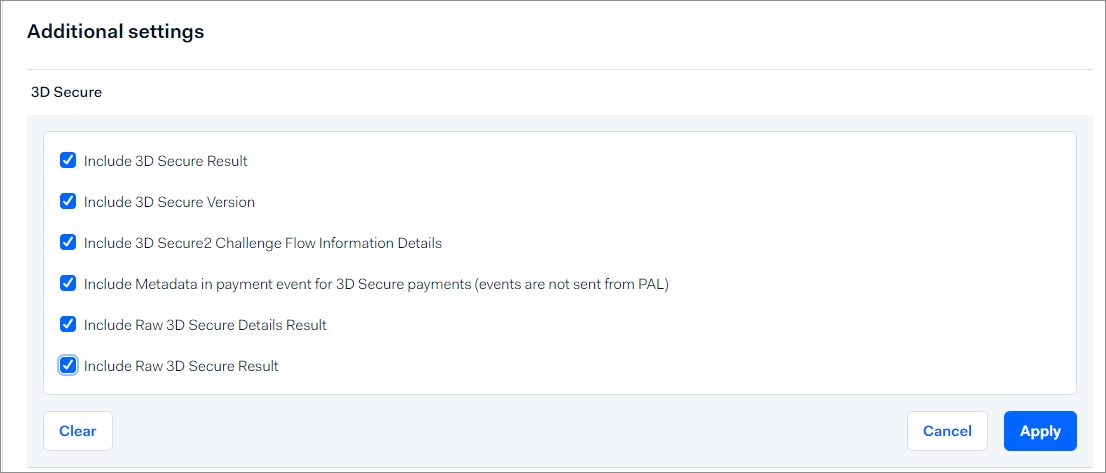 Additional settings
3D Secure
Include 3D Secure Result
Include 3D Secure Version
Include 3D Secure2 Challenge Flow Information Details
Include Metadata in payment event for 3D Secure payments (events are not sent from PAL)
Include Raw 3D Secure Details Result
Include Raw 3D Secure Result
Clear Cancel Apply